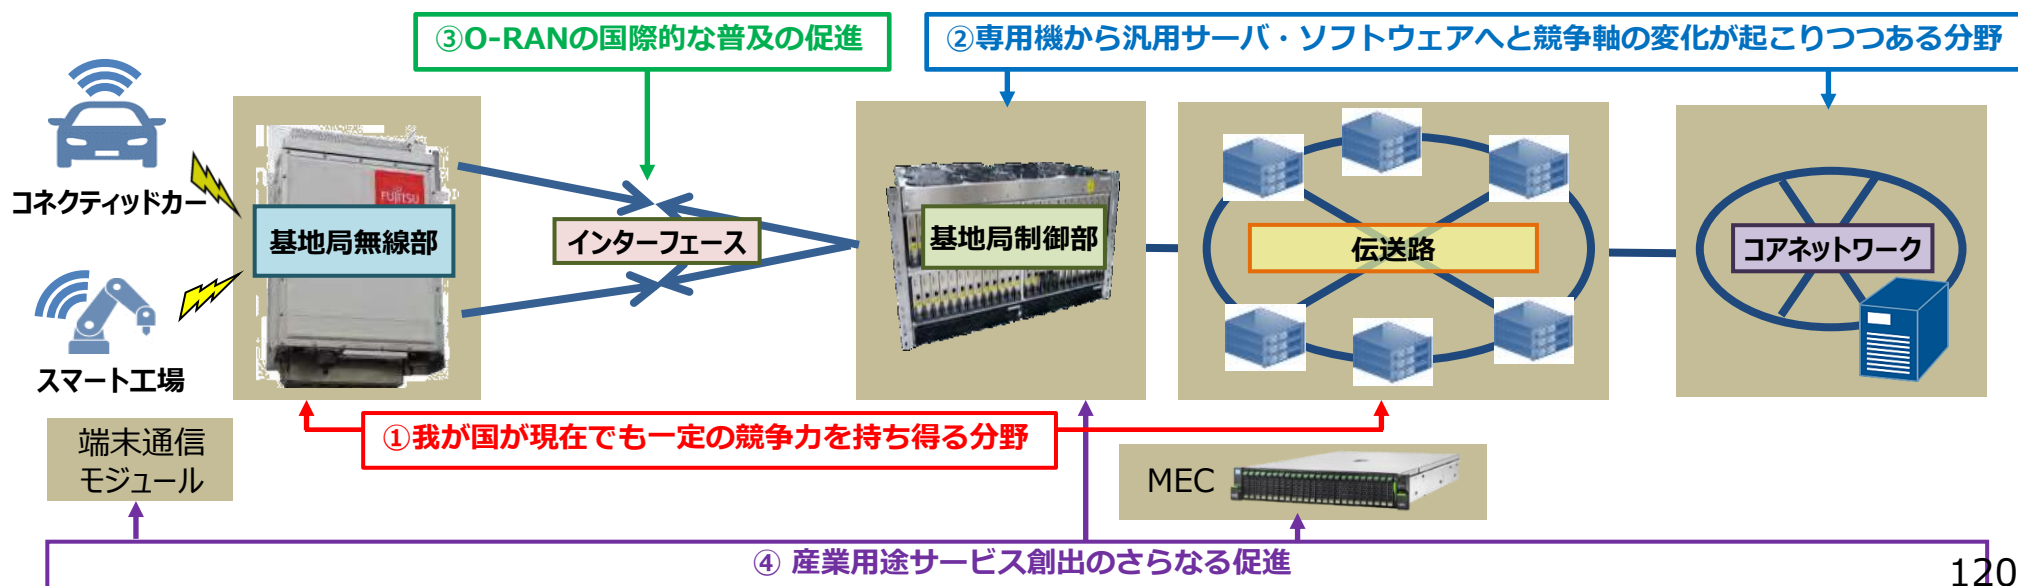 ③O-RANの国際的な普及の促進
②専用機から汎用サーバ・ソフトウェアへと競争軸の変化が起こりつつある分野
コネクティッドカー
FUJITSU
基地局無線部
インターフェース
基地局制御部
伝送路
コアネットワーク
スマート工場
①我が国が現在でも一定の競争力を持ち得る分野
端末通信
モジュール
MEC
④ 産業用途サービス創出のさらなる促進
120